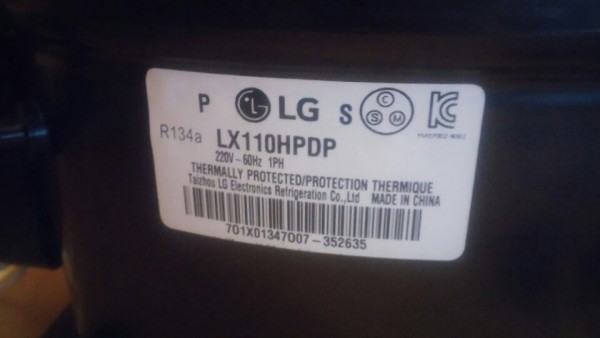 P LG S C S M KC
R134a LX110HPDP
220V~60Hz 1PH
THERMALLY PROTECTED/PROTECTION THERMIQUE
Taizhou LG Electronics Refrigeration Co.,Ltd MADE IN CHINA
701X01347007-352635